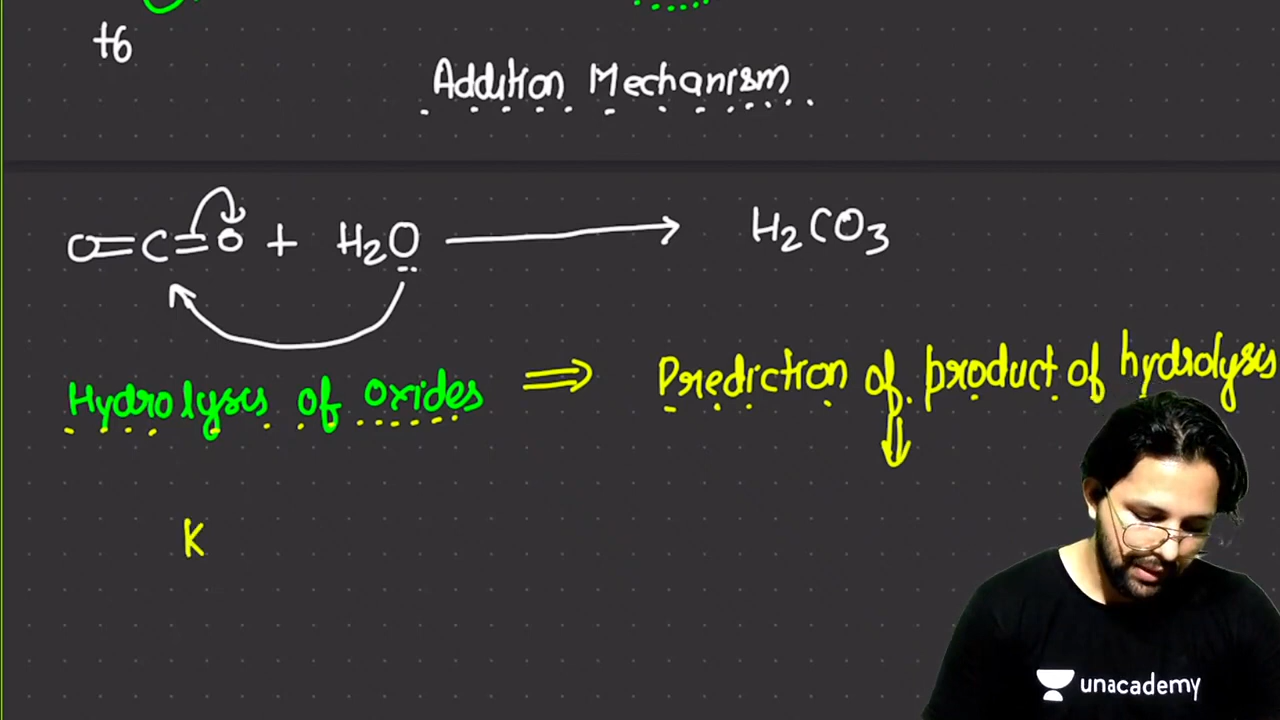 +6
Addition Mechanism
O=C=O + H2O → H2CO3
Hydrolysis of oxides ⇒ Prediction of product of hydrolysis
K
unacademy